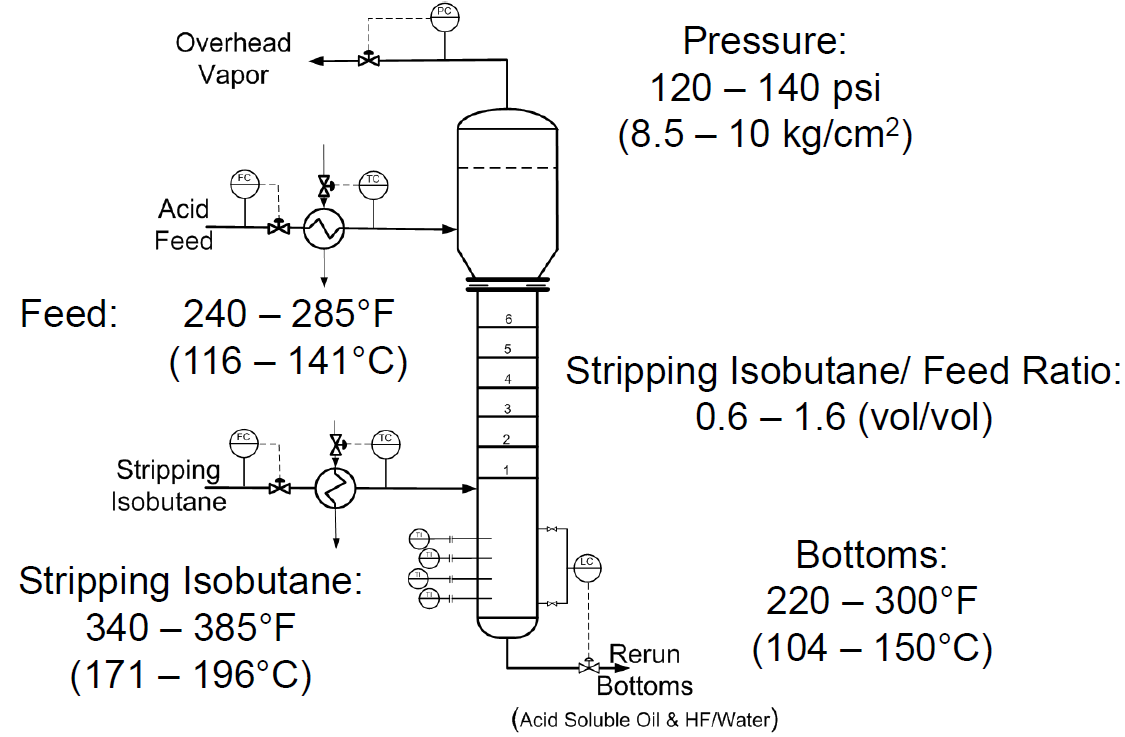 PC
Overhead
Vapor
Pressure:
120 – 140 psi
(8.5 – 10 kg/cm²)
FC
TC
Acid
Feed
Feed: 240 – 285°F
(116 – 141°C)
6
5
4
3
2
1
Stripping Isobutane/ Feed Ratio:
0.6 – 1.6 (vol/vol)
FC
TC
Stripping
Isobutane
TI
TI
TI
TI
LC
Stripping Isobutane:
340 – 385°F
(171 – 196°C)
Bottoms:
220 – 300°F
(104 – 150°C)
Rerun
Bottoms
(Acid Soluble Oil & HF/Water)